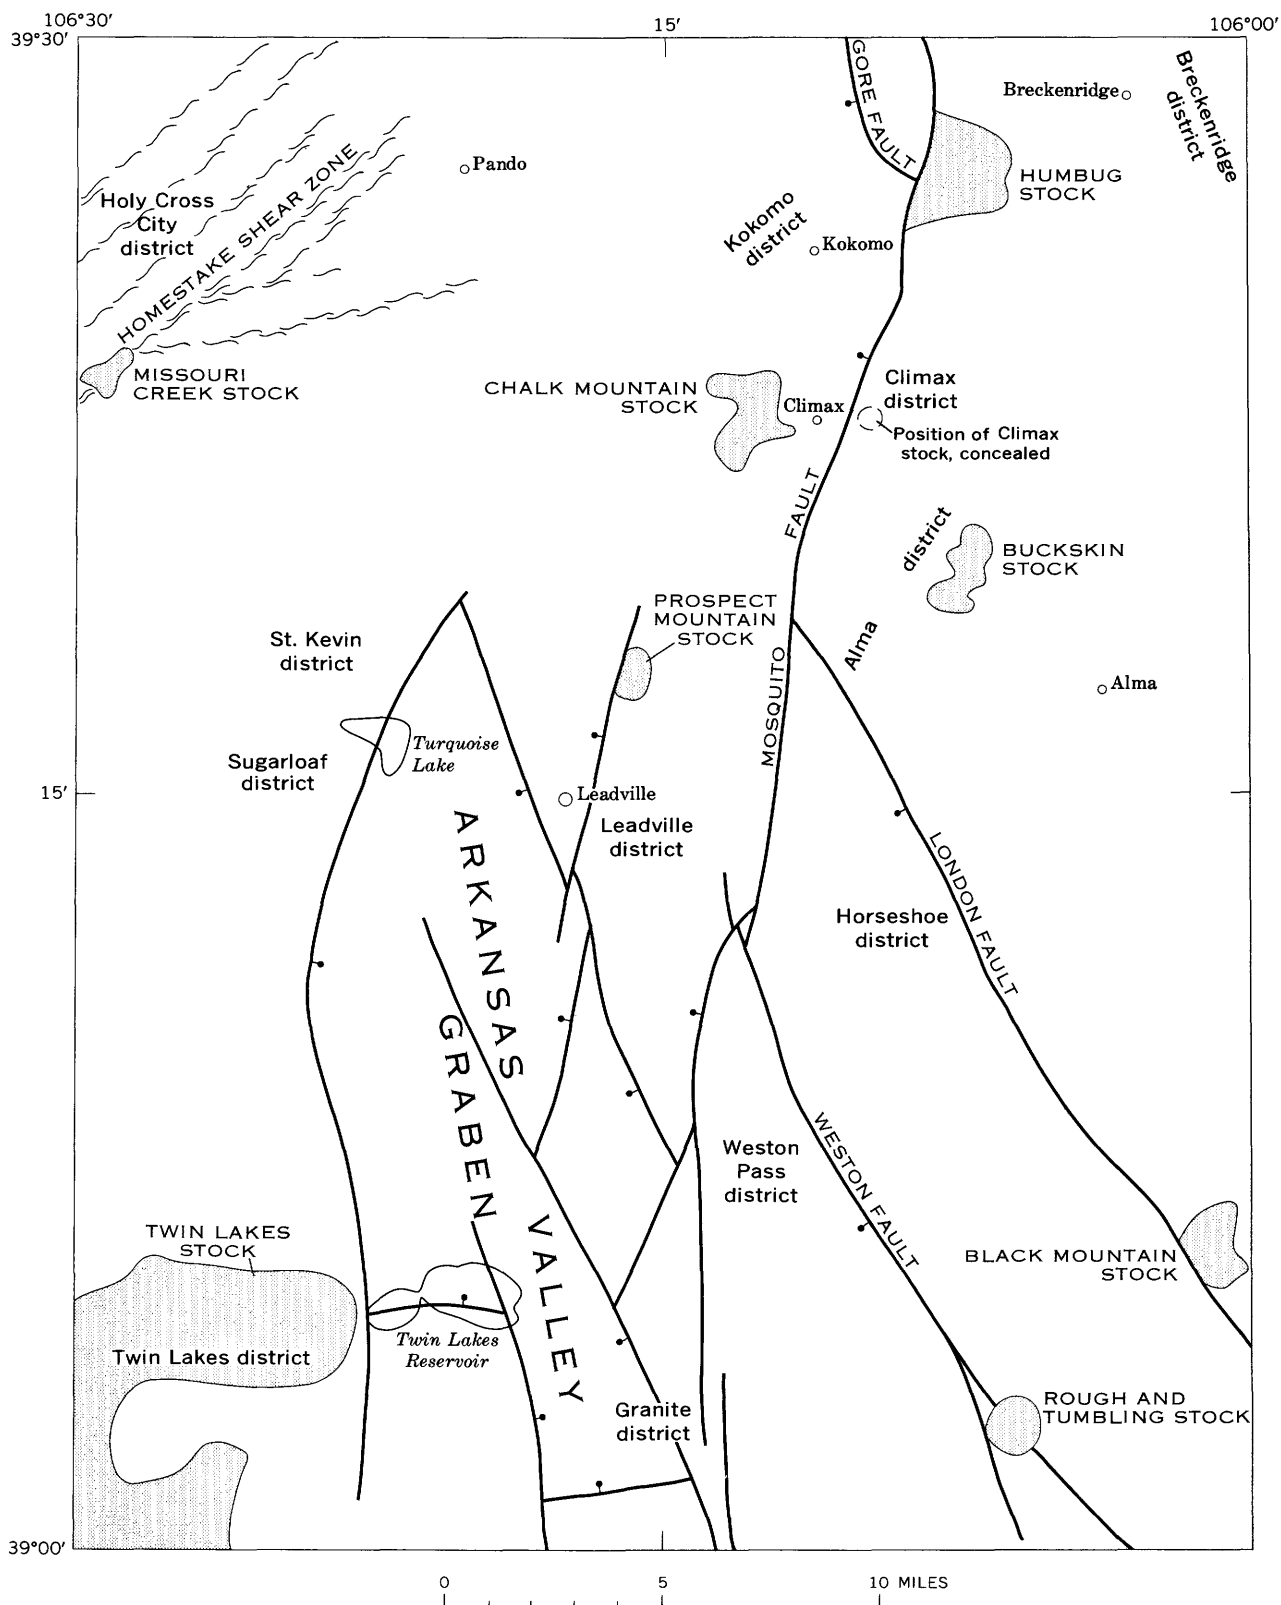 106°30′
15′
106°00′
39°30′
GORE FAULT
Breckenridge
Breckenridge
district
Pando
HUMBUG
STOCK
Holy Cross
City
district
HOMESTAKE SHEAR ZONE
Kokomo
district
Kokomo
MISSOURI
CREEK STOCK
CHALK MOUNTAIN
STOCK
Climax
Climax
district
Position of Climax
stock, concealed
FAULT
district
BUCKSKIN
STOCK
PROSPECT
MOUNTAIN
STOCK
St. Kevin
district
Alma
MOSQUITO
Alma
Turquoise
Lake
Sugarloaf
district
15′
Leadville
Leadville
district
ARKANSAS
LONDON FAULT
Horseshoe
district
GRABEN
WESTON FAULT
Weston
Pass
district
VALLEY
TWIN LAKES
STOCK
BLACK MOUNTAIN
STOCK
Twin Lakes
Reservoir
Twin Lakes district
Granite
district
ROUGH AND
TUMBLING STOCK
39°00′
0 5 10 MILES